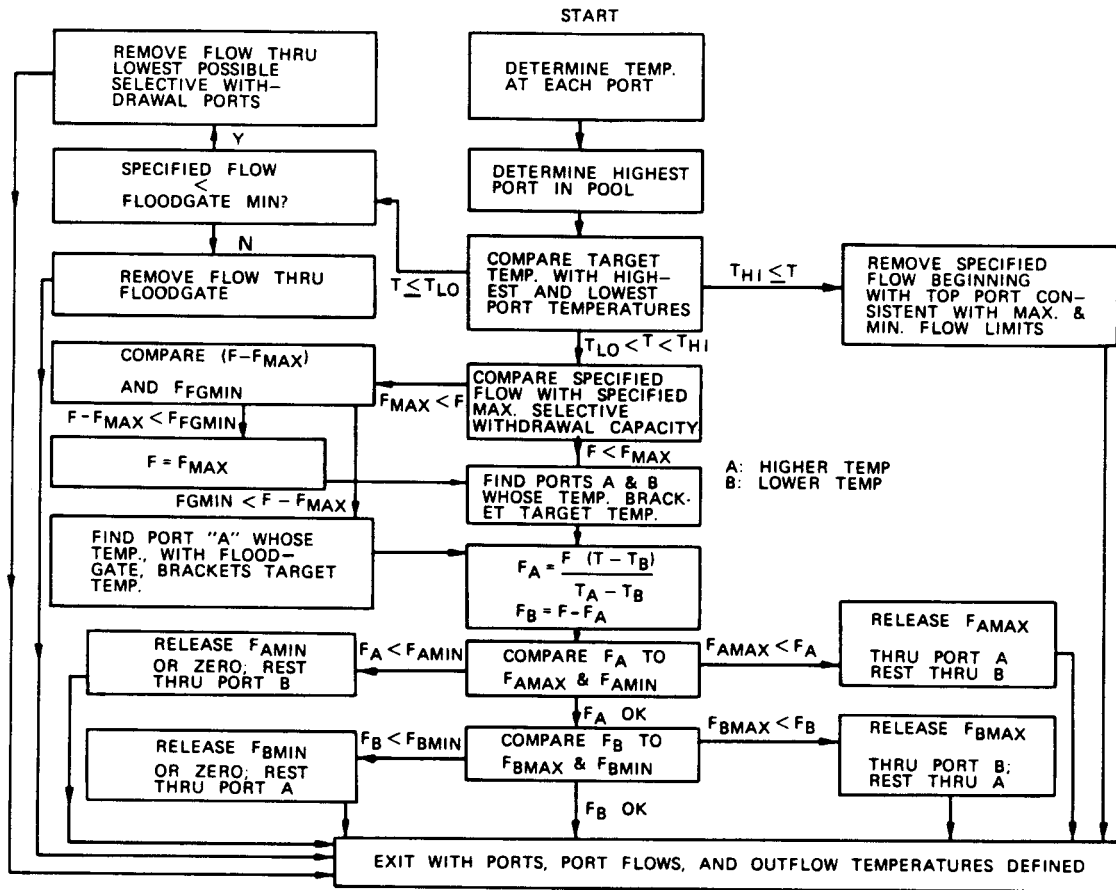 START
REMOVE FLOW THRU
LOWEST POSSIBLE
SELECTIVE WITH-
DRAWAL PORTS
DETERMINE TEMP.
AT EACH PORT
Y
SPECIFIED FLOW
<
FLOODGATE MIN?
DETERMINE HIGHEST
PORT IN POOL
N
REMOVE FLOW THRU
FLOODGATE
T ≤ TLO
COMPARE TARGET
TEMP. WITH HIGH-
EST AND LOWEST
PORT TEMPERATURES
THI ≤ T
REMOVE SPECIFIED
FLOW BEGINNING
WITH TOP PORT CON-
SISTENT WITH MAX. &
MIN. FLOW LIMITS
TLO < T < THI
COMPARE (F-FMAX)
AND FFGMIN
FMAX < F
COMPARE SPECIFIED
FLOW WITH SPECIFIED
MAX. SELECTIVE
WITHDRAWAL CAPACITY
F-FMAX < FFGMIN
F < FMAX
F = FMAX
FIND PORTS A & B
WHOSE TEMP. BRACK-
ET TARGET TEMP.
A: HIGHER TEMP
B: LOWER TEMP
FGMIN < F - FMAX
FIND PORT "A" WHOSE
TEMP., WITH FLOOD-
GATE, BRACKETS TARGET
TEMP.
FA = F (T - TB)
TA - TB
FB = F - FA
RELEASE FAMIN
OR ZERO; REST
THRU PORT B
FA < FAMIN
COMPARE FA TO
FAMAX & FAMIN
FAMAX < FA
RELEASE FAMAX
THRU PORT A
REST THRU B
FA OK
RELEASE FBMIN
OR ZERO; REST
THRU PORT A
FB < FBMIN
COMPARE FB TO
FBMAX & FBMIN
FBMAX < FB
RELEASE FBMAX
THRU PORT B;
REST THRU A
FB OK
EXIT WITH PORTS, PORT FLOWS, AND OUTFLOW TEMPERATURES DEFINED